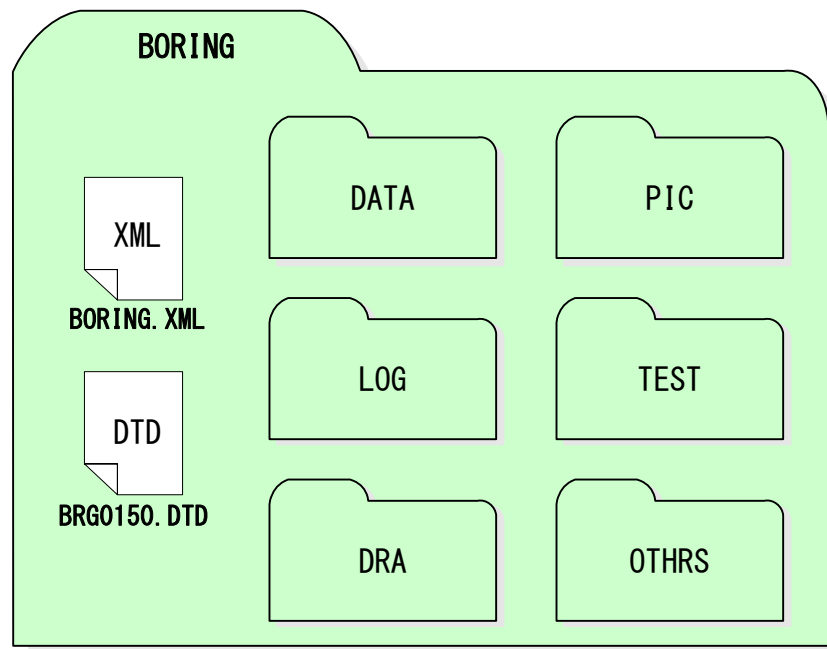 BORING
DATA
PIC
XML
BORING.XML
LOG
TEST
DTD
BRG0150.DTD
DRA
OTHRS